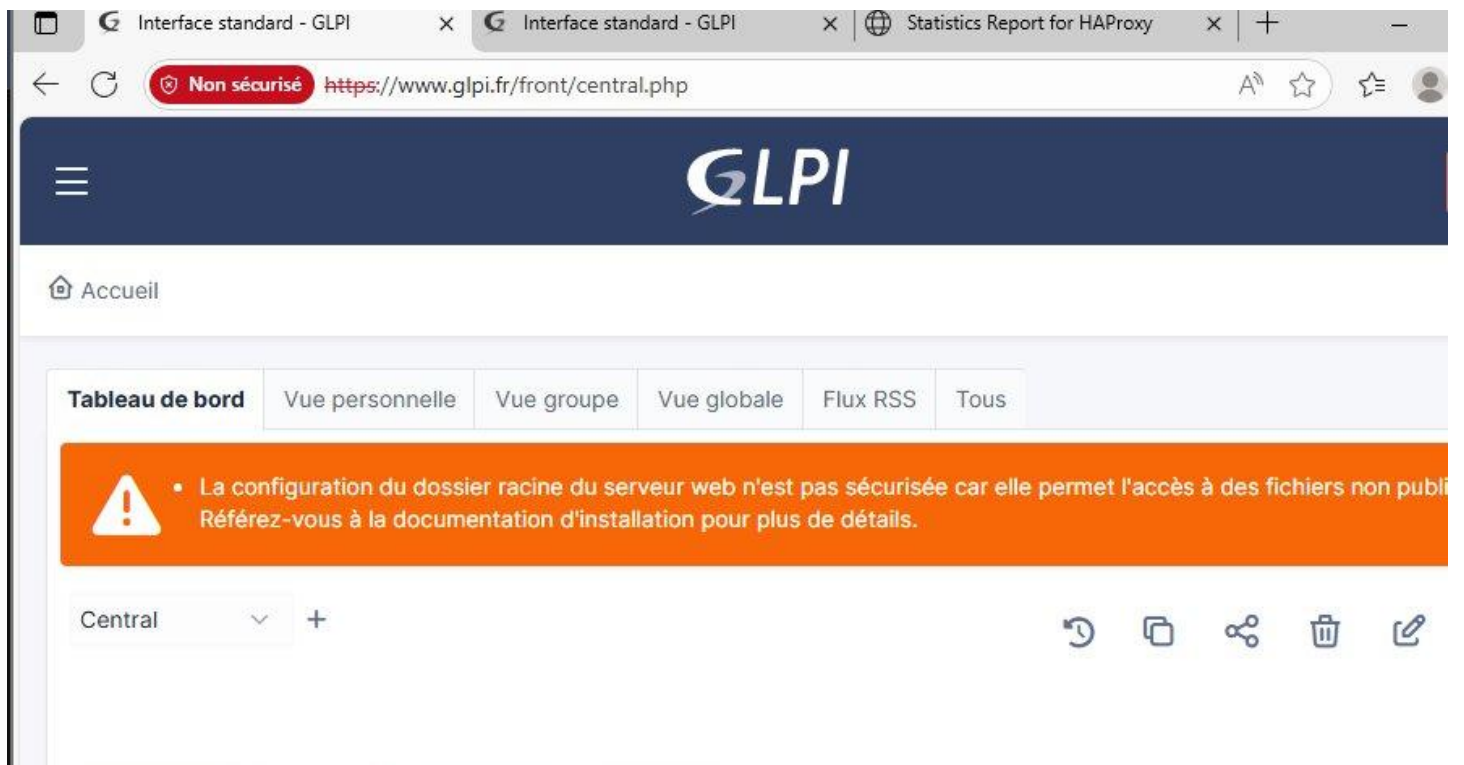 Interface standard - GLPI
Interface standard - GLPI
Statistics Report for HAProxy
Non sécurisé https://www.glpi.fr/front/central.php
GLPI
Accueil
Tableau de bord Vue personnelle Vue groupe Vue globale Flux RSS Tous
• La configuration du dossier racine du serveur web n'est pas sécurisée car elle permet l'accès à des fichiers non publi
Référez-vous à la documentation d'installation pour plus de détails.
Central